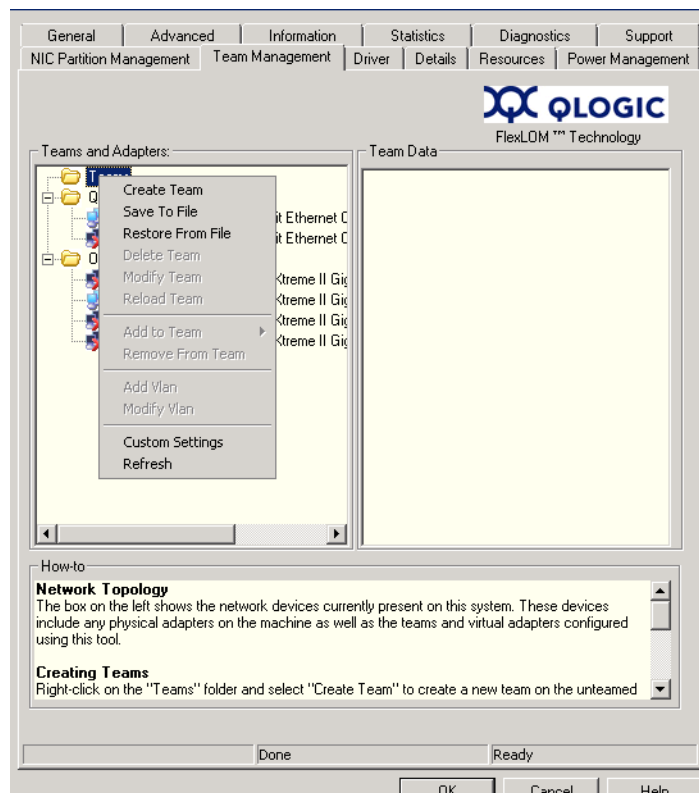 General Advanced Information Statistics Diagnostics Support
NIC Partition Management Team Management Driver Details Resources Power Management
QLOGIC
FlexLOM ™ Technology
Teams and Adapters:
Team Data
Q
it Ethernet C
it Ethernet C
O
Xtreme II Gig
Xtreme II Gig
Xtreme II Gig
Xtreme II Gig
Create Team
Save To File
Restore From File
Delete Team
Modify Team
Reload Team
Add to Team
Remove From Team
Add Vlan
Modify Vlan
Custom Settings
Refresh
How-to
Network Topology
The box on the left shows the network devices currently present on this system. These devices
include any physical adapters on the machine as well as the teams and virtual adapters configured
using this tool.
Creating Teams
Right-click on the "Teams" folder and select "Create Team" to create a new team on the unteamed
Done Ready
OK Cancel Help